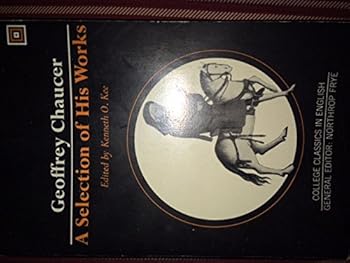 Geoffrey Chaucer
A Selection of His Works
Edited by Kenneth O. Kee
COLLEGE CLASSICS IN ENGLISH
GENERAL EDITOR: NORTHROP FRYE